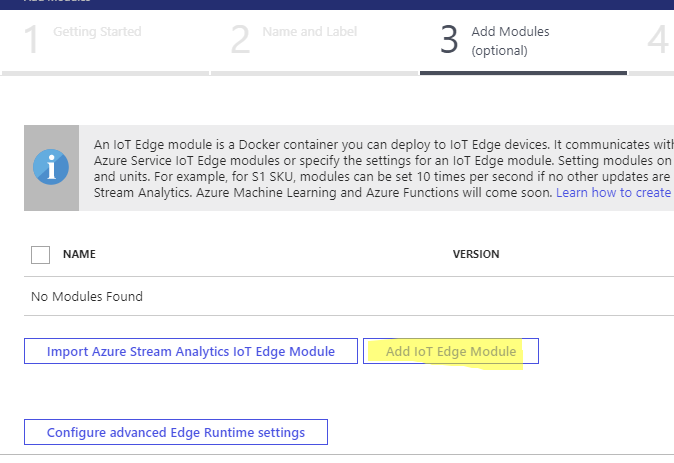 Add Modules
1 Getting Started
2 Name and Label
3 Add Modules
(optional)
4
An IoT Edge module is a Docker container you can deploy to IoT Edge devices. It communicates with
Azure Service IoT Edge modules or specify the settings for an IoT Edge module. Setting modules on
and units. For example, for S1 SKU, modules can be set 10 times per second if no other updates are
Stream Analytics. Azure Machine Learning and Azure Functions will come soon. Learn how to create
NAME
VERSION
No Modules Found
Import Azure Stream Analytics IoT Edge Module
Add IoT Edge Module
Configure advanced Edge Runtime settings